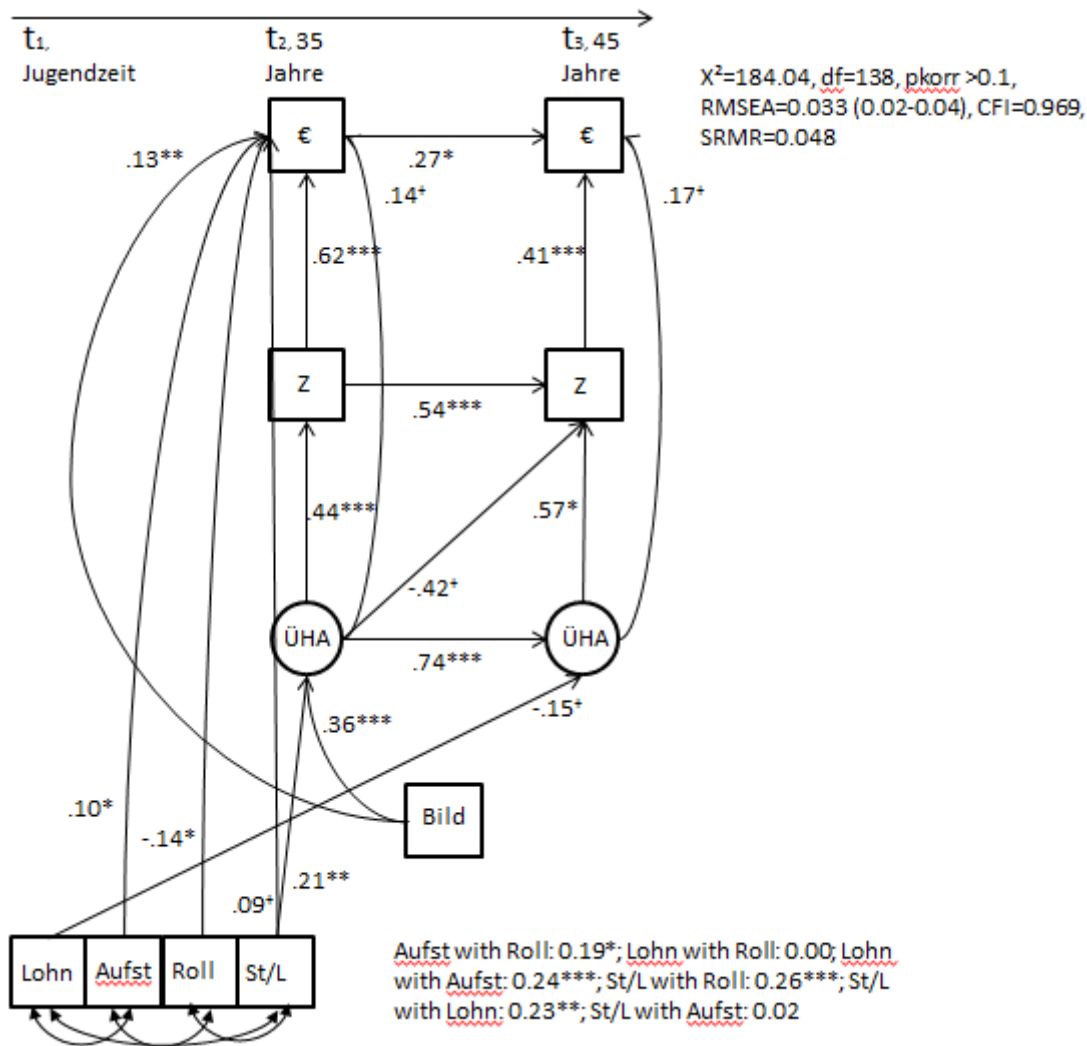 t1,
Jugendzeit
t2, 35
Jahre
t3, 45
Jahre
X²=184.04, df=138, pkorr >0.1,
RMSEA=0.033 (0.02-0.04), CFI=0.969,
SRMR=0.048
€
€
.13**
.27*
.14⁺
.17⁺
.62***
.41***
Z
Z
.54***
.44***
.57*
-.42⁺
ÜHA
ÜHA
.74***
-.15⁺
.36***
Bild
.10*
-.14*
.21**
.09⁺
Lohn
Aufst
Roll
St/L
Aufst with Roll: 0.19*; Lohn with Roll: 0.00; Lohn
with Aufst: 0.24***; St/L with Roll: 0.26***; St/L
with Lohn: 0.23**; St/L with Aufst: 0.02